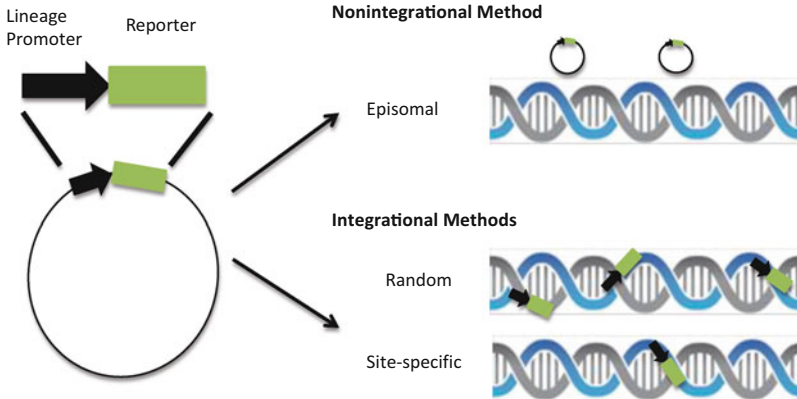 Lineage
Promoter
Reporter
Nonintegrational Method
Episomal
Integrational Methods
Random
Site-specific